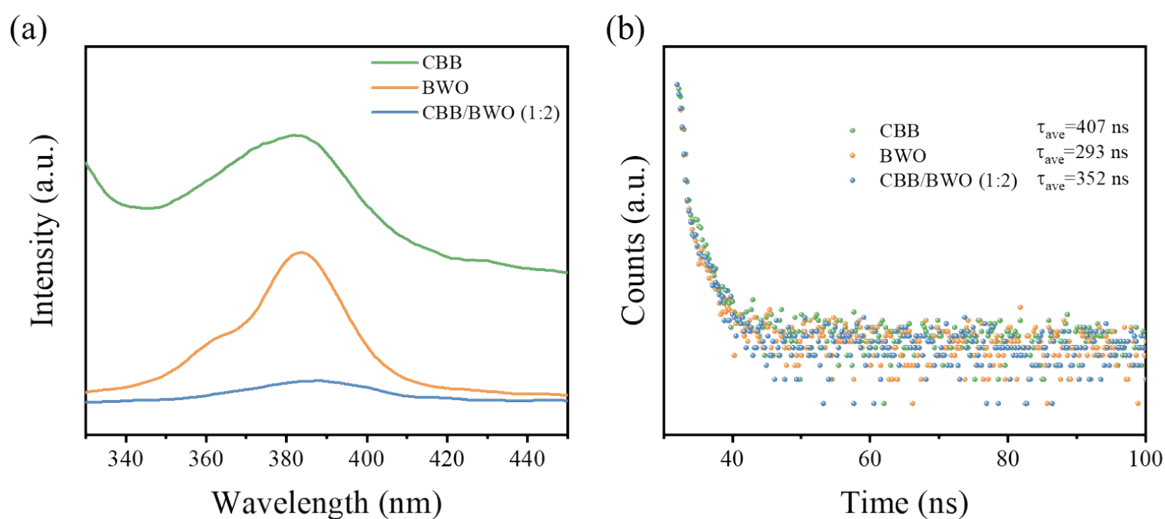 (a)
CBB
BWO
CBB/BWO (1:2)
Intensity (a.u.)
340 360 380 400 420 440
Wavelength (nm)
(b)
CBB τave=407 ns
BWO τave=293 ns
CBB/BWO (1:2) τave=352 ns
Counts (a.u.)
40 60 80 100
Time (ns)